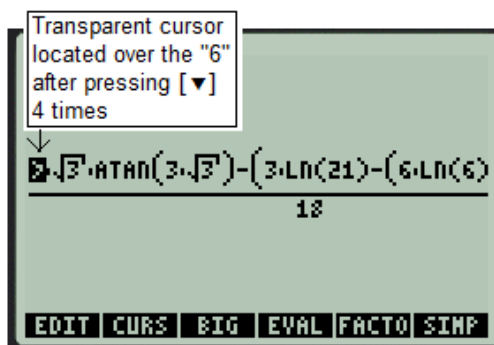 Transparent cursor
located over the "6"
after pressing [▼]
4 times
·√3·ATAN(3·√3)-(3·LN(21)-(6·LN(6)
18
EDIT CURS BIG EVAL FACTO SIMP